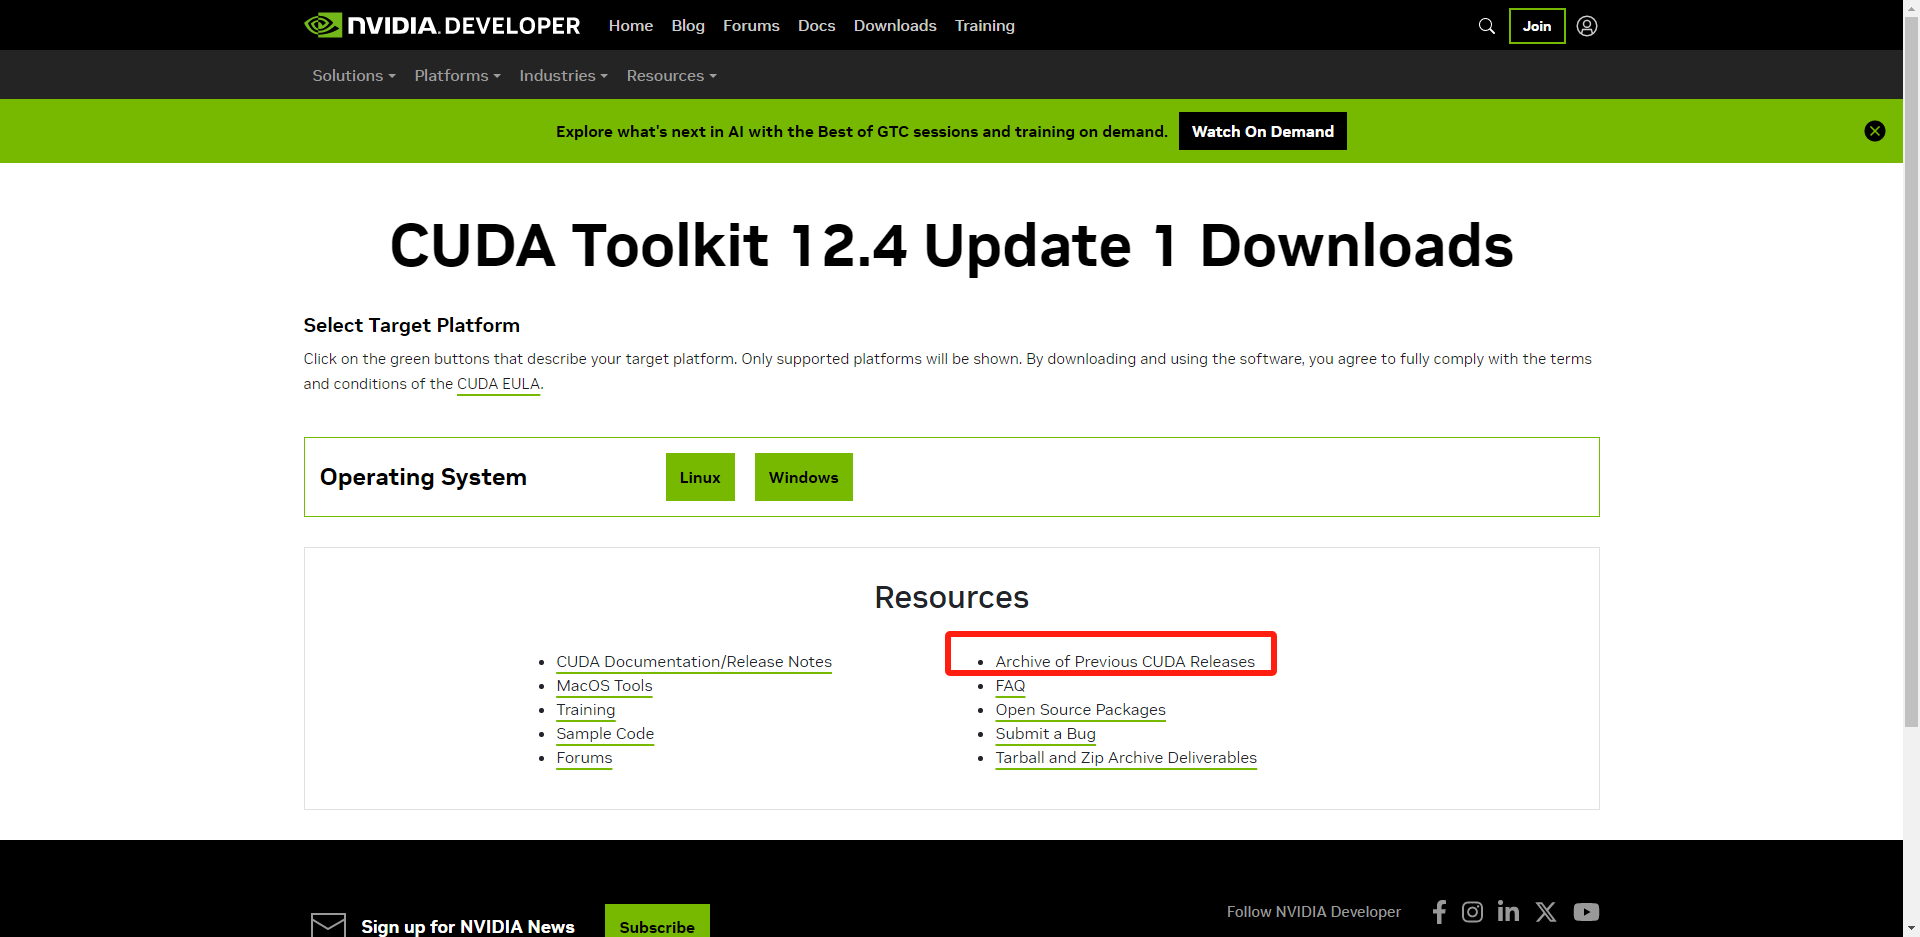 NVIDIA. DEVELOPER Home Blog Forums Docs Downloads Training Join
Solutions Platforms Industries Resources
Explore what's next in AI with the Best of GTC sessions and training on demand. Watch On Demand
CUDA Toolkit 12.4 Update 1 Downloads
Select Target Platform
Click on the green buttons that describe your target platform. Only supported platforms will be shown. By downloading and using the software, you agree to fully comply with the terms
and conditions of the CUDA EULA.
Operating System Linux Windows
Resources
CUDA Documentation/Release Notes
MacOS Tools
Training
Sample Code
Forums
Archive of Previous CUDA Releases
FAQ
Open Source Packages
Submit a Bug
Tarball and Zip Archive Deliverables
Sign up for NVIDIA News Subscribe
Follow NVIDIA Developer